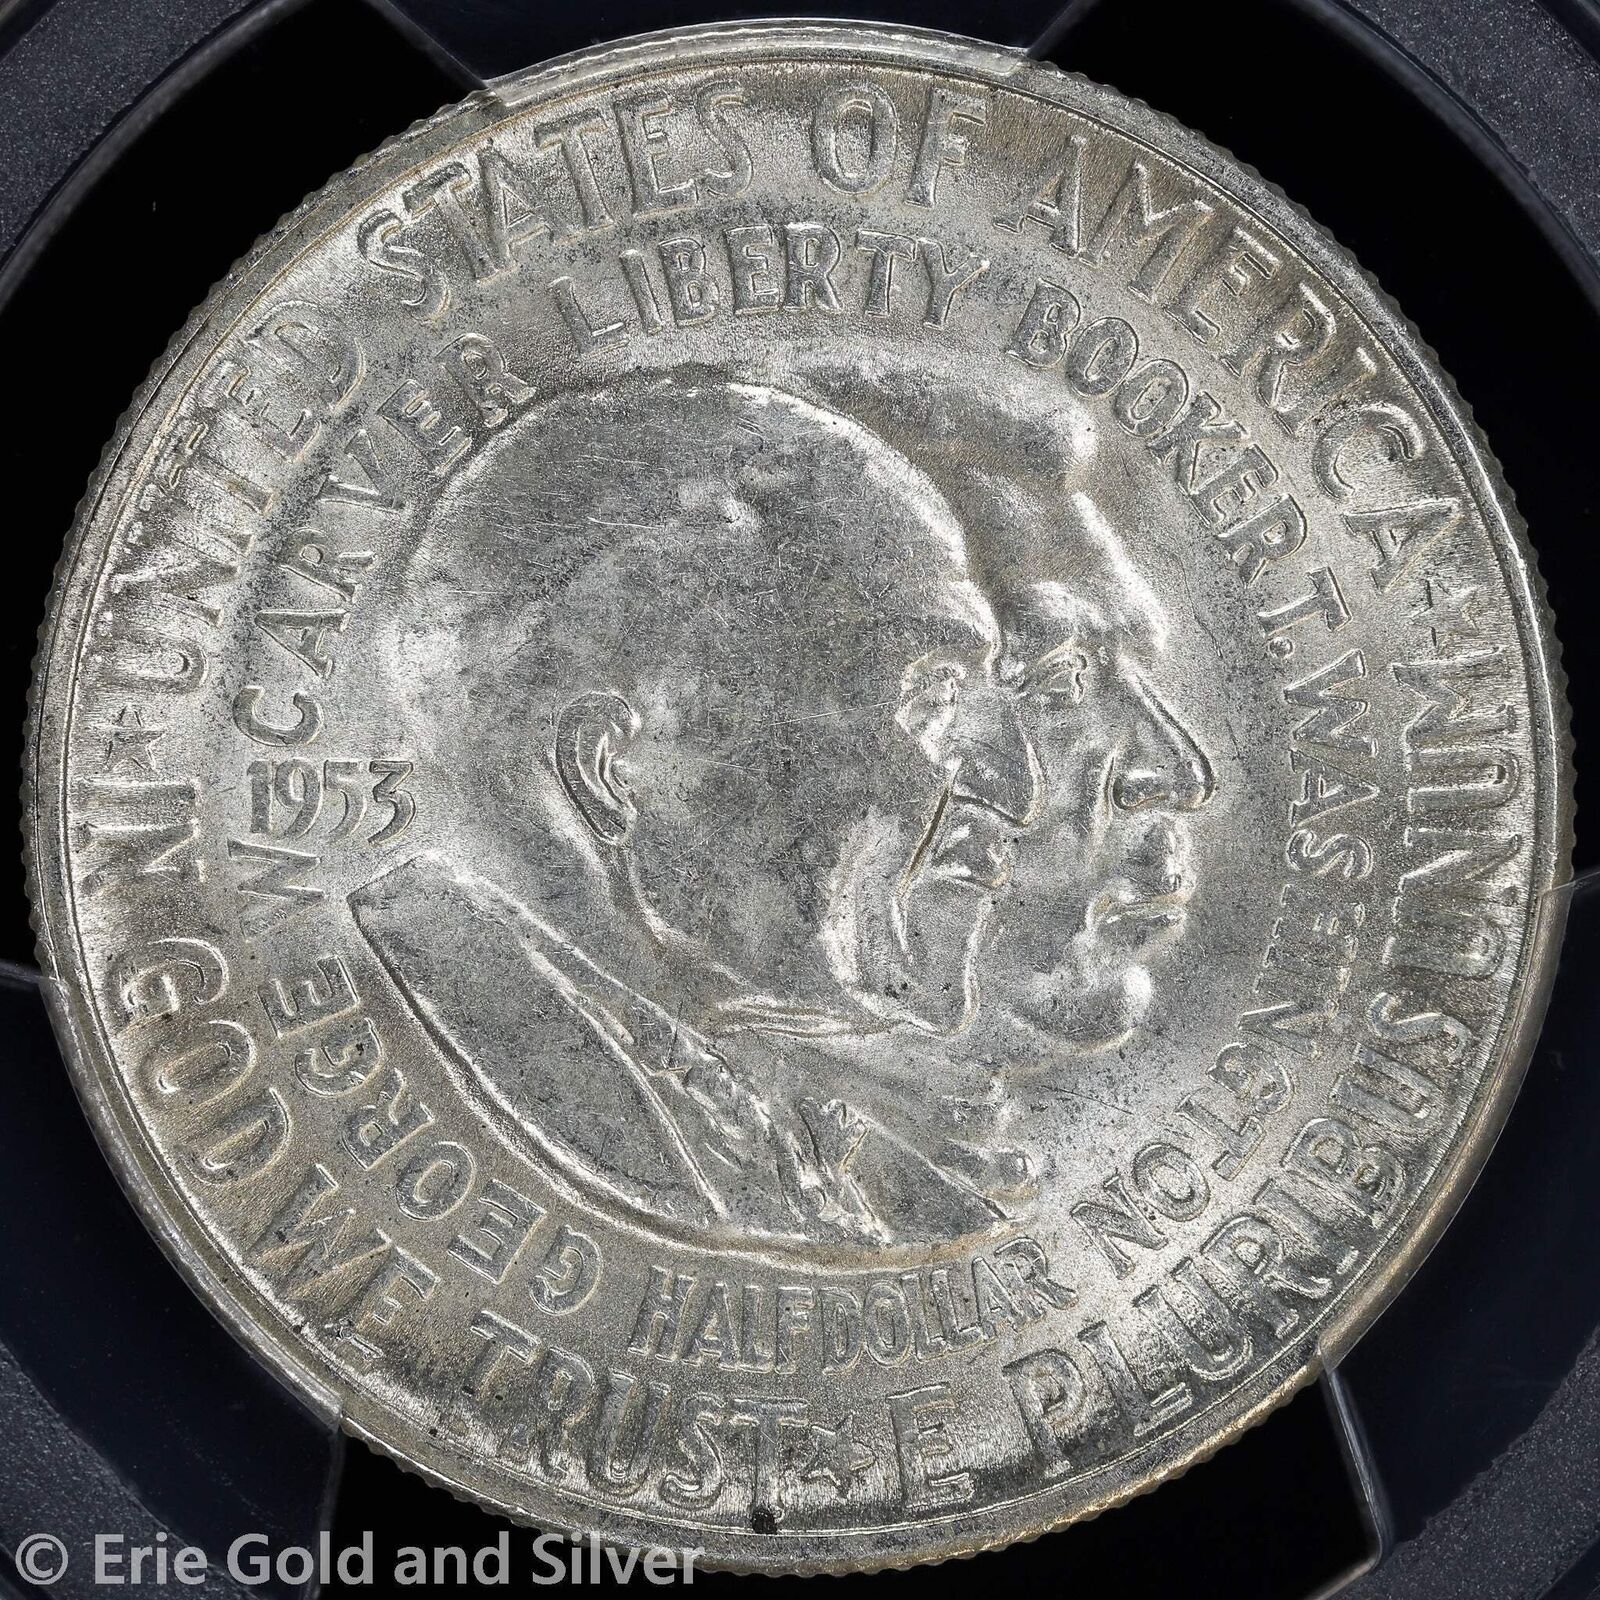 UNITED STATES OF AMERICA ★ E PLURIBUS UNUM ★ IN GOD WE TRUST ★
GEORGE W CARVER LIBERTY BOOKER T. WASHINGTON
1953
HALF DOLLAR
© Erie Gold and Silver